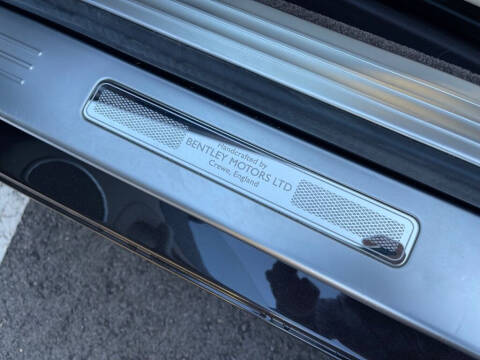 Handcrafted by
BENTLEY MOTORS LTD
Crewe, England